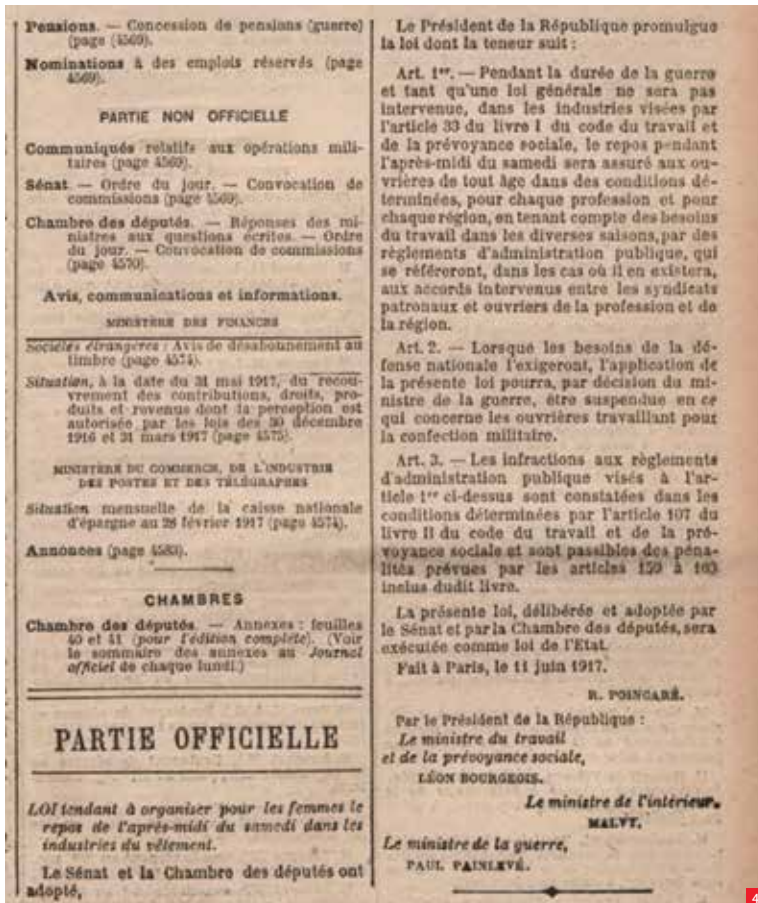 Pensions. — Concession de pensions (guerre)
(page (4569).
Nominations à des emplois réservés (page
4569).
PARTIE NON OFFICIELLE
Communiqués relatifs aux opérations mili-
taires (page 4569).
Sénat. — Ordre du jour. — Convocation de
commissions (page 4569).
Chambre des députés. — Réponses des mi-
nistres aux questions écrites. — Ordre
du jour. — Convocation de commissions
(page 4570).
Avis, communications et informations.
MINISTÈRE DES FINANCES
Sociétés étrangères : Avis de désabonnement au
timbre (page 4574).
Situation, à la date du 31 mai 1917, du recou-
vrement des contributions, droits, pro-
duits et revenus dont la perception est
autorisée par les lois des 30 décembre
1916 et 31 mars 1917 (page 4575).
MINISTÈRE DU COMMERCE, DE L'INDUSTRIE
DES POSTES ET DES TÉLÉGRAPHES
Situation mensuelle de la caisse nationale
d'épargne au 28 février 1917 (page 4574).
Annonces (page 4583).
CHAMBRES
Chambre des députés. — Annexes : feuilles
40 et 41 (pour l'édition complète). (Voir
le sommaire des annexes au Journal
officiel de chaque lundi.)
PARTIE OFFICIELLE
LOI tendant à organiser pour les femmes le
repos de l'après-midi du samedi dans les
industries du vêtement.
Le Sénat et la Chambre des députés ont
adopté,
Le Président de la République promulgue
la loi dont la teneur suit :
Art. 1er. — Pendant la durée de la guerre
et tant qu'une loi générale ne sera pas
intervenue, dans les industries visées par
l'article 33 du livre I du code du travail et
de la prévoyance sociale, le repos pendant
l'après-midi du samedi sera assuré aux ou-
vrières de tout âge dans des conditions dé-
terminées, pour chaque profession et pour
chaque région, en tenant compte des besoins
du travail dans les diverses saisons, par des
règlements d'administration publique, qui
se référeront, dans les cas où il en existera,
aux accords intervenus entre les syndicats
patronaux et ouvriers de la profession et de
la région.
Art. 2. — Lorsque les besoins de la dé-
fense nationale l'exigeront, l'application de
la présente loi pourra, par décision du mi-
nistre de la guerre, être suspendue en ce
qui concerne les ouvrières travaillant pour
la confection militaire.
Art. 3. — Les infractions aux règlements
d'administration publique visés à l'ar-
ticle 1er ci-dessus sont constatées dans les
conditions déterminées par l'article 107 du
livre II du code du travail et de la pré-
voyance sociale et sont passibles des péna-
lités prévues par les articles 159 à 163
inclus dudit livre.
La présente loi, délibérée et adoptée par
le Sénat et par la Chambre des députés, sera
exécutée comme loi de l'Etat.
Fait à Paris, le 11 juin 1917.
R. POINCARÉ.
Par le Président de la République :
Le ministre du travail
et de la prévoyance sociale,
LÉON BOURGEOIS.
Le ministre de l'intérieur.
MALVY.
Le ministre de la guerre,
PAUL PAINLEVÉ.
4